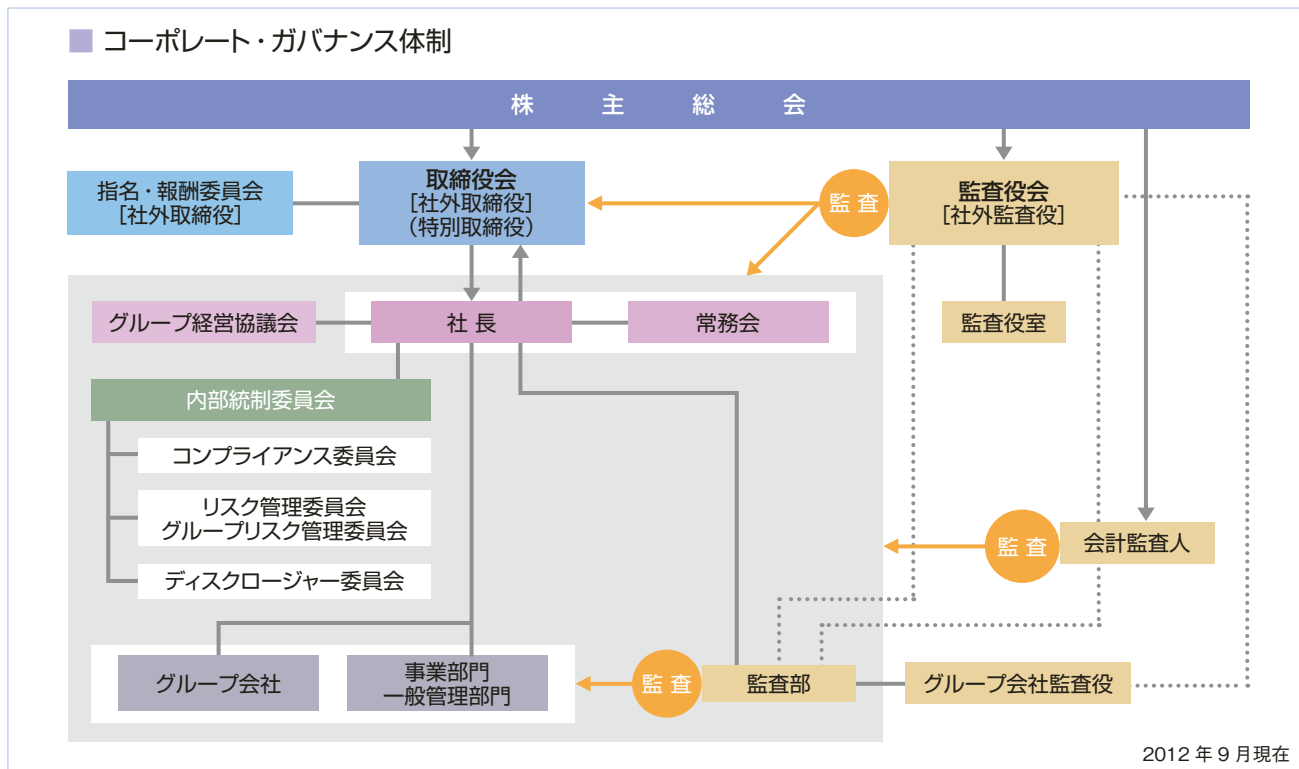 コーポレート・ガバナンス体制
株主総会
指名・報酬委員会
[社外取締役]
取締役会
[社外取締役]
(特別取締役)
監査
監査役会
[社外監査役]
グループ経営協議会
社長
常務会
監査役室
内部統制委員会
コンプライアンス委員会
リスク管理委員会
グループリスク管理委員会
ディスクロージャー委員会
監査
会計監査人
グループ会社
事業部門
一般管理部門
監査
監査部
グループ会社監査役
2012年9月現在